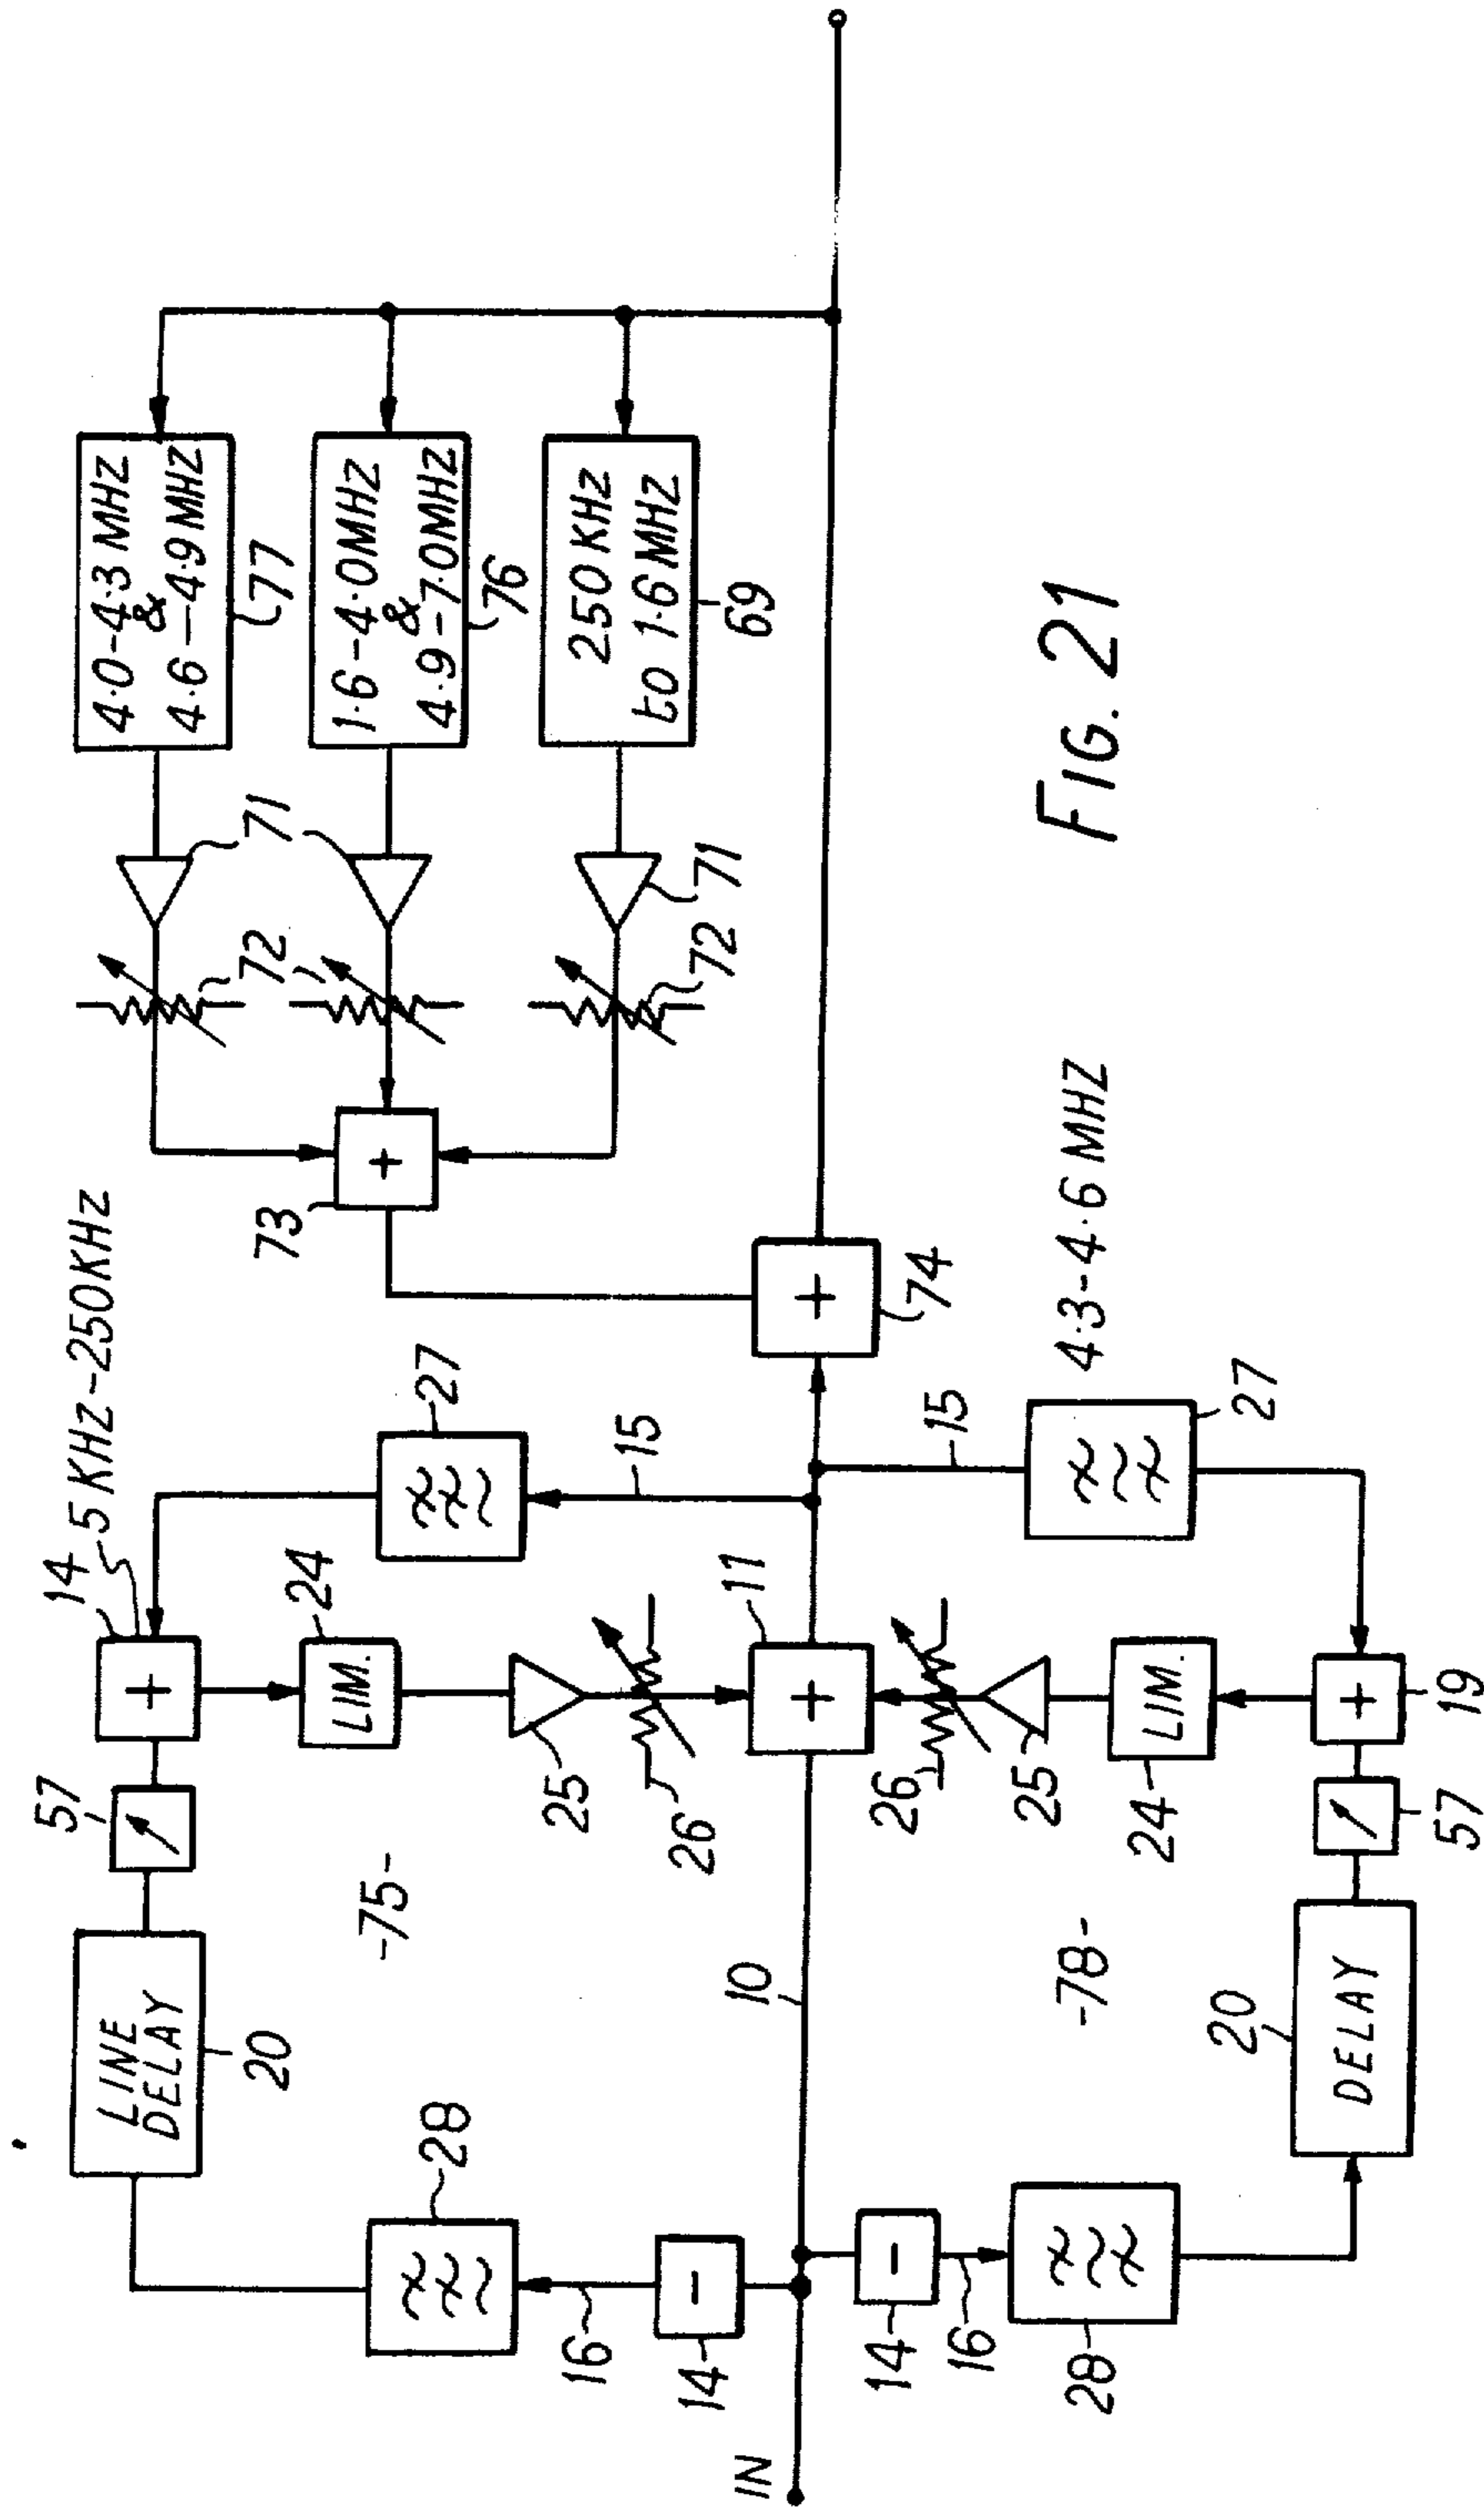 57
14
5 KHz-250KHz
LINE
DELAY
+
4·0-4·3 MHz
&
4·6-4·9 MHz
20
72
71
77
28
-75-
24
LIM.
27
73
+
1·6-4·0MHz
&
4·9-7·0MHz
76
16
25
15
250 KHz
to 1·6 MHz
69
14
-
26
72
71
IN
10
11
+
+
74
14
-
16
26
15
28
-78-
25
4·3-4·6 MHz
FIG. 21
24
LIM.
27
20
DELAY
+
57
19